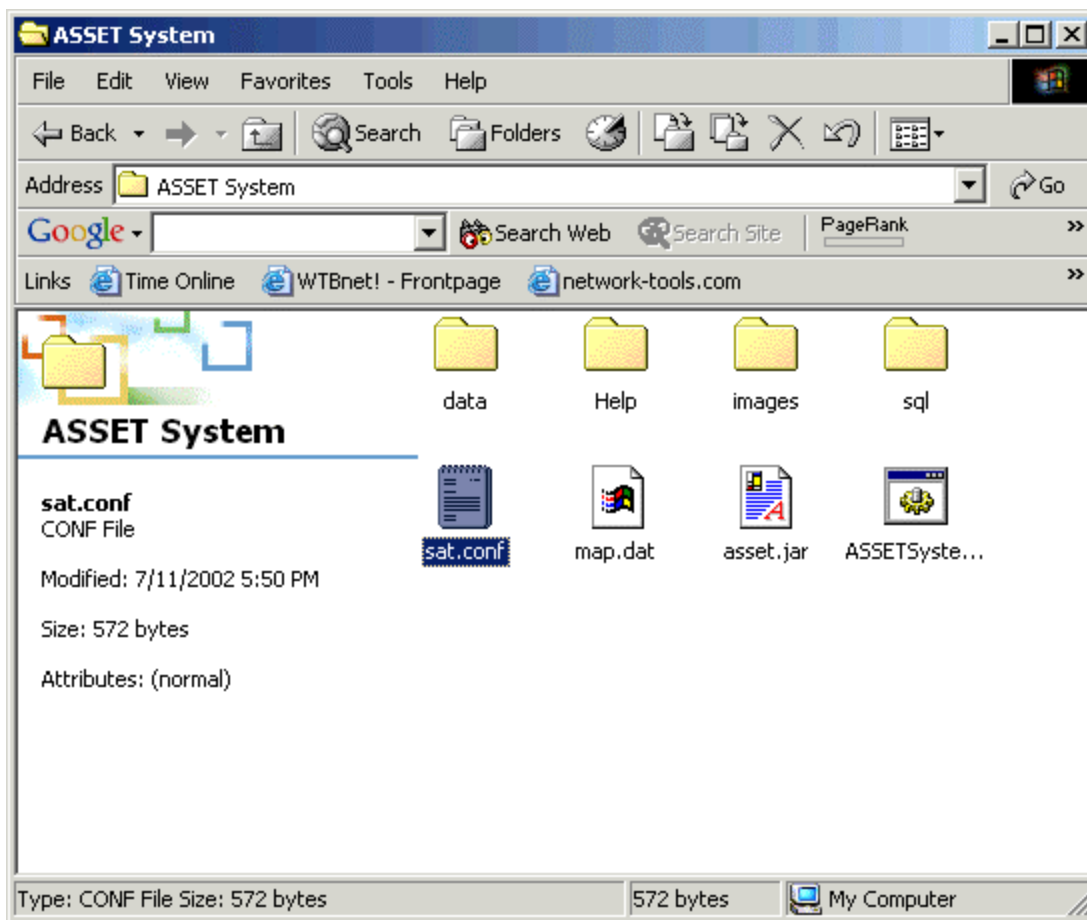 ASSET System
File Edit View Favorites Tools Help
Back Search Folders
Address ASSET System Go
Google Search Web Search Site PageRank »
Links Time Online WTBnet! - Frontpage network-tools.com »
data Help images sql
ASSET System
sat.conf
CONF File
Modified: 7/11/2002 5:50 PM
Size: 572 bytes
Attributes: (normal)
sat.conf map.dat asset.jar ASSETSyste...
Type: CONF File Size: 572 bytes 572 bytes My Computer